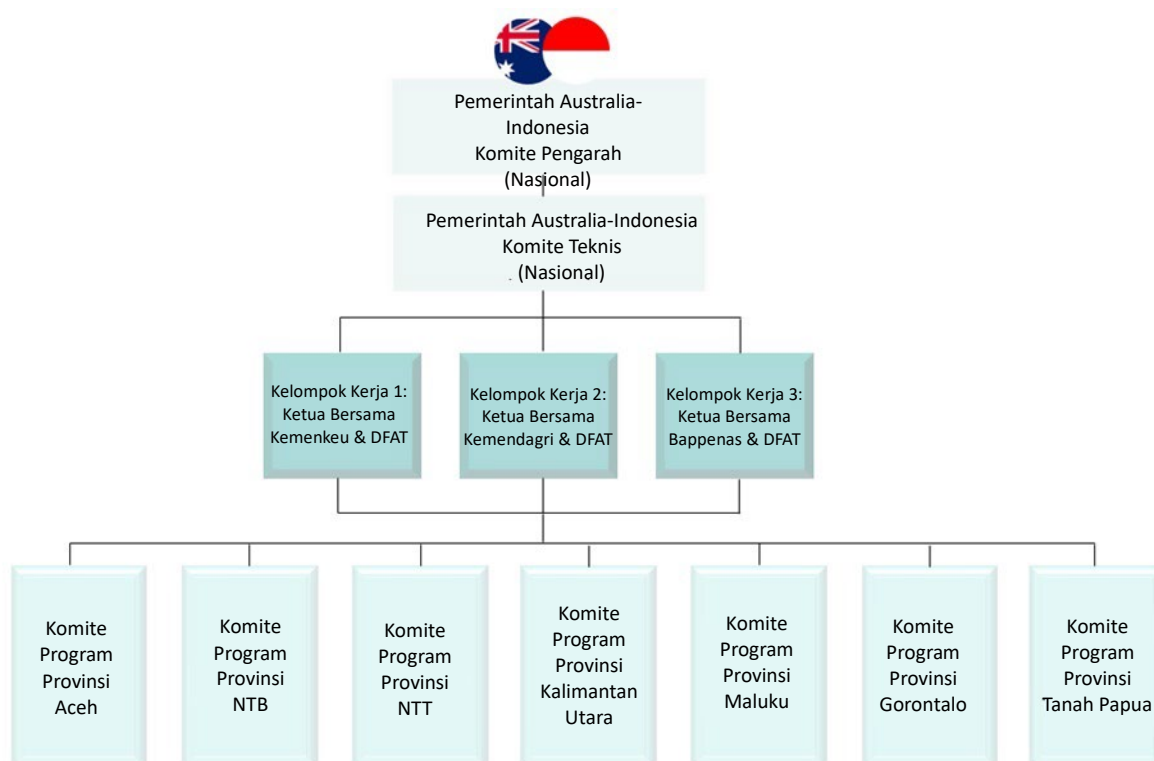 Pemerintah Australia-
Indonesia
Komite Pengarah
(Nasional)
Pemerintah Australia-Indonesia
Komite Teknis
(Nasional)
Kelompok Kerja 1:
Ketua Bersama
Kemenkeu & DFAT
Kelompok Kerja 2:
Ketua Bersama
Kemendagri & DFAT
Kelompok Kerja 3:
Ketua Bersama
Bappenas & DFAT
Komite
Program
Provinsi
Aceh
Komite
Program
Provinsi
NTB
Komite
Program
Provinsi
NTT
Komite
Program
Provinsi
Kalimantan
Utara
Komite
Program
Provinsi
Maluku
Komite
Program
Provinsi
Gorontalo
Komite
Program
Provinsi
Tanah Papua